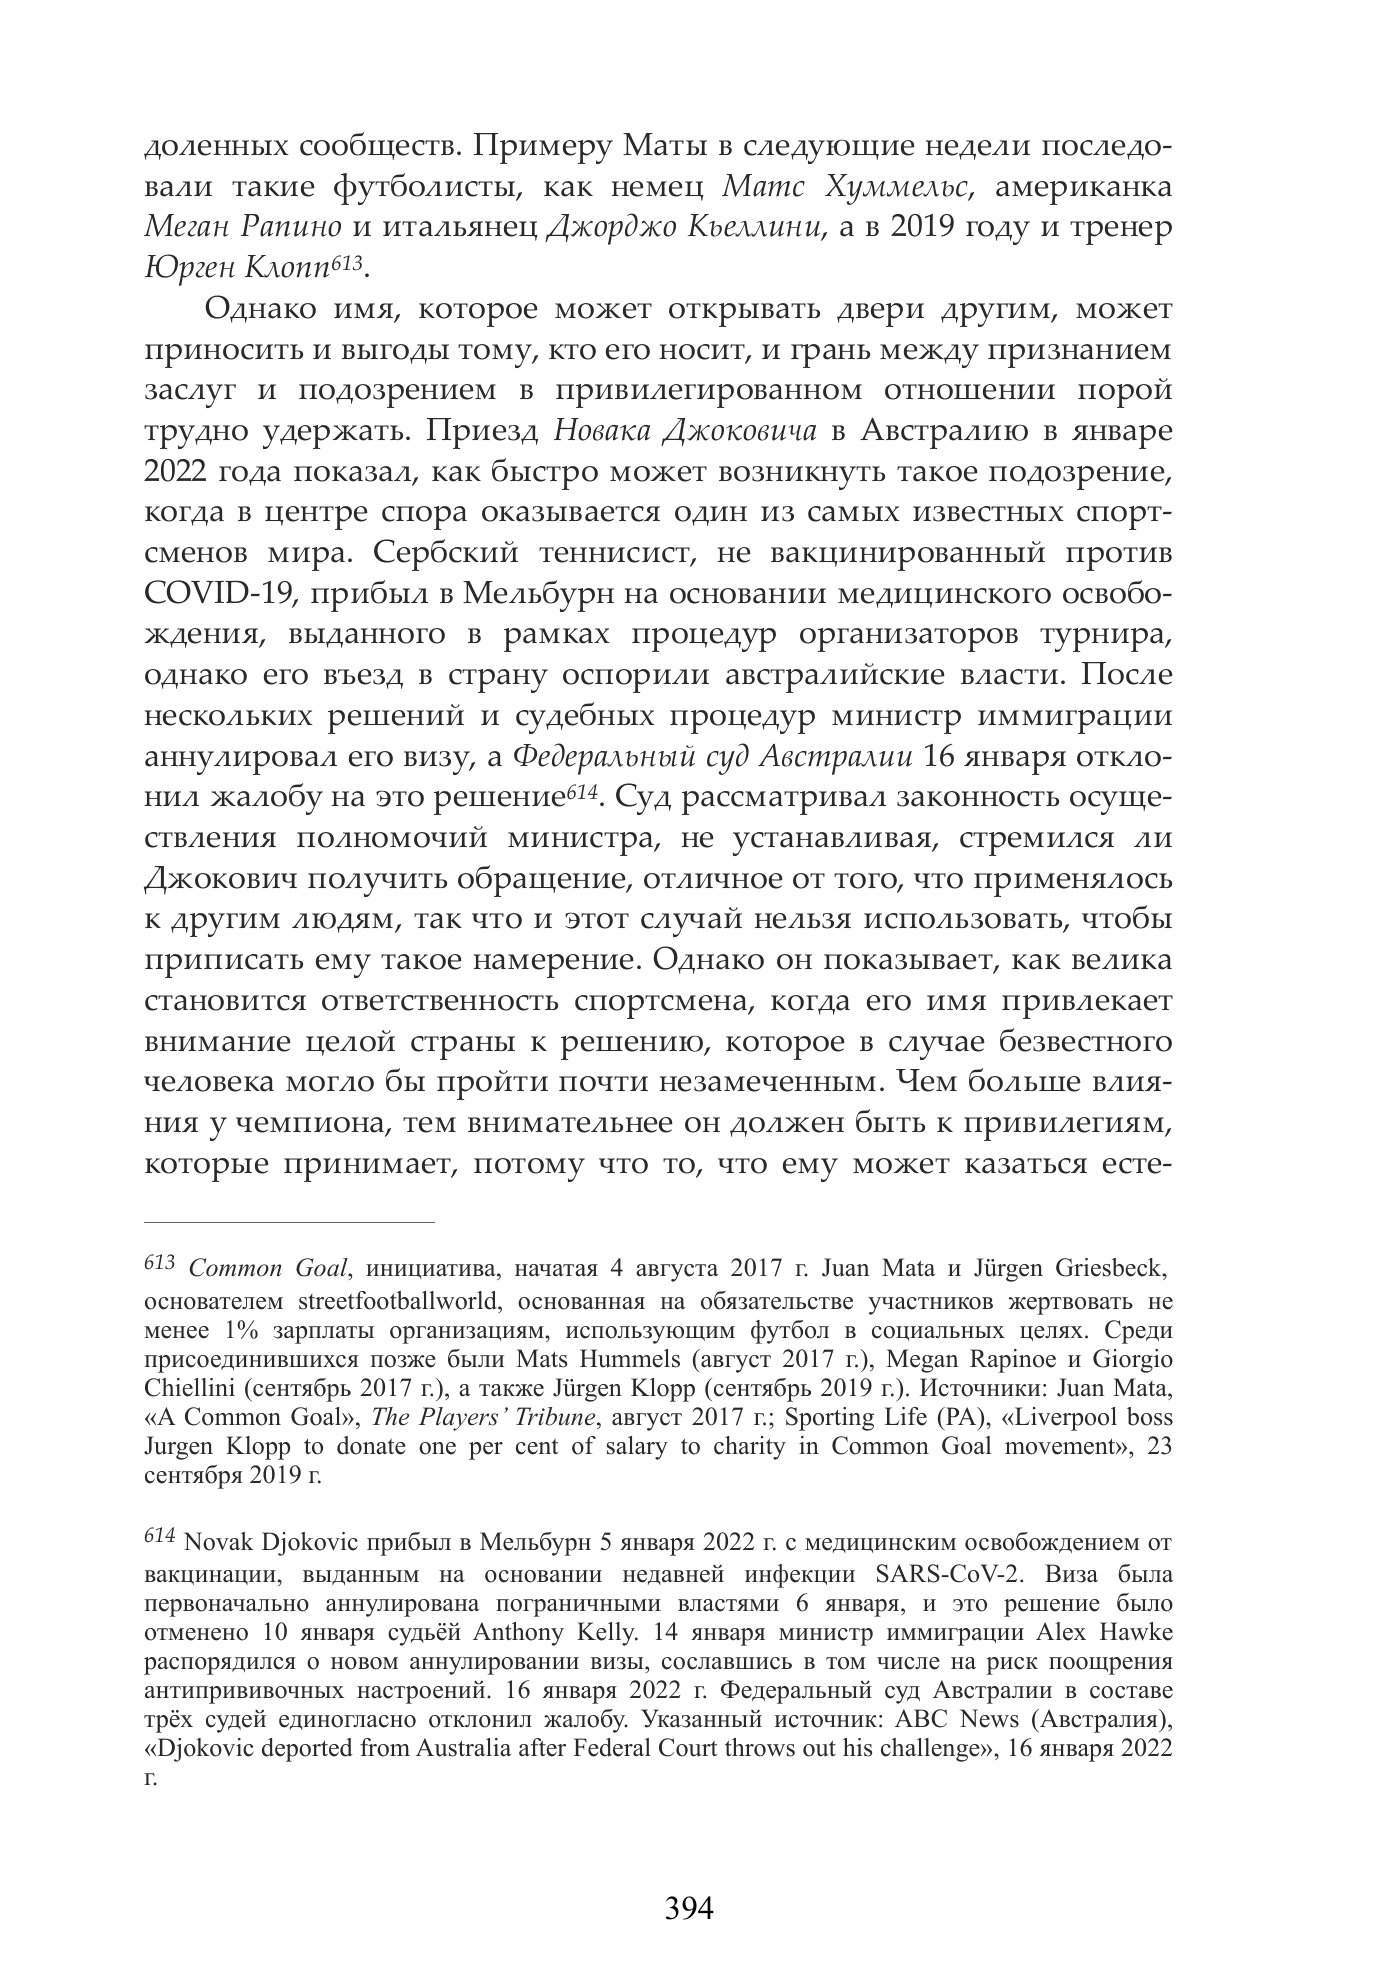 доленных сообществ. Примеру Маты в следующие недели последо-
вали такие футболисты, как немец Матс Хуммельс, американка
Меган Рапино и итальянец Джорджо Кьеллини, а в 2019 году и тренер
Юрген Клопп613.
Однако имя, которое может открывать двери другим, может
приносить и выгоды тому, кто его носит, и грань между признанием
заслуг и подозрением в привилегированном отношении порой
трудно удержать. Приезд Новака Джоковича в Австралию в январе
2022 года показал, как быстро может возникнуть такое подозрение,
когда в центре спора оказывается один из самых известных спорт-
сменов мира. Сербский теннисист, не вакцинированный против
COVID-19, прибыл в Мельбурн на основании медицинского освобо-
ждения, выданного в рамках процедур организаторов турнира,
однако его въезд в страну оспорили австралийские власти. После
нескольких решений и судебных процедур министр иммиграции
аннулировал его визу, а Федеральный суд Австралии 16 января откло-
нил жалобу на это решение614. Суд рассматривал законность осуще-
ствления полномочий министра, не устанавливая, стремился ли
Джокович получить обращение, отличное от того, что применялось
к другим людям, так что и этот случай нельзя использовать, чтобы
приписать ему такое намерение. Однако он показывает, как велика
становится ответственность спортсмена, когда его имя привлекает
внимание целой страны к решению, которое в случае безвестного
человека могло бы пройти почти незамеченным. Чем больше влия-
ния у чемпиона, тем внимательнее он должен быть к привилегиям,
которые принимает, потому что то, что ему может казаться есте-
613 Common Goal, инициатива, начатая 4 августа 2017 г. Juan Mata и Jürgen Griesbeck,
основателем streetfootballworld, основанная на обязательстве участников жертвовать не
менее 1% зарплаты организациям, использующим футбол в социальных целях. Среди
присоединившихся позже были Mats Hummels (август 2017 г.), Megan Rapinoe и Giorgio
Chiellini (сентябрь 2017 г.), а также Jürgen Klopp (сентябрь 2019 г.). Источники: Juan Mata,
«A Common Goal», The Players’ Tribune, август 2017 г.; Sporting Life (PA), «Liverpool boss
Jurgen Klopp to donate one per cent of salary to charity in Common Goal movement», 23
сентября 2019 г.
614 Novak Djokovic прибыл в Мельбурн 5 января 2022 г. с медицинским освобождением от
вакцинации, выданным на основании недавней инфекции SARS-CoV-2. Виза была
первоначально аннулирована пограничными властями 6 января, и это решение было
отменено 10 января судьёй Anthony Kelly. 14 января министр иммиграции Alex Hawke
распорядился о новом аннулировании визы, сославшись в том числе на риск поощрения
антипрививочных настроений. 16 января 2022 г. Федеральный суд Австралии в составе
трёх судей единогласно отклонил жалобу. Указанный источник: ABC News (Австралия),
«Djokovic deported from Australia after Federal Court throws out his challenge», 16 января 2022
г.
394